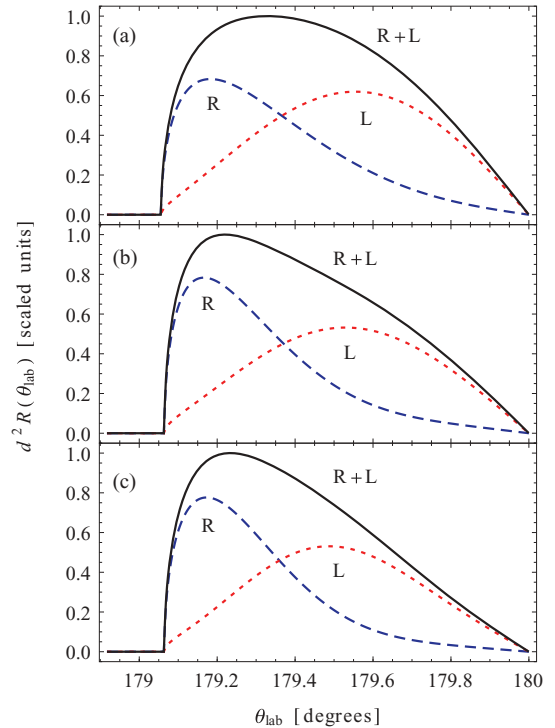 (a)
R + L
R
L
1.0
0.8
0.6
0.4
0.2
0.0
(b)
R + L
R
L
1.0
0.8
0.6
0.4
0.2
0.0
(c)
R + L
R
L
1.0
0.8
0.6
0.4
0.2
0.0
d² R (θlab) [scaled units]
179 179.2 179.4 179.6 179.8 180
θlab [degrees]